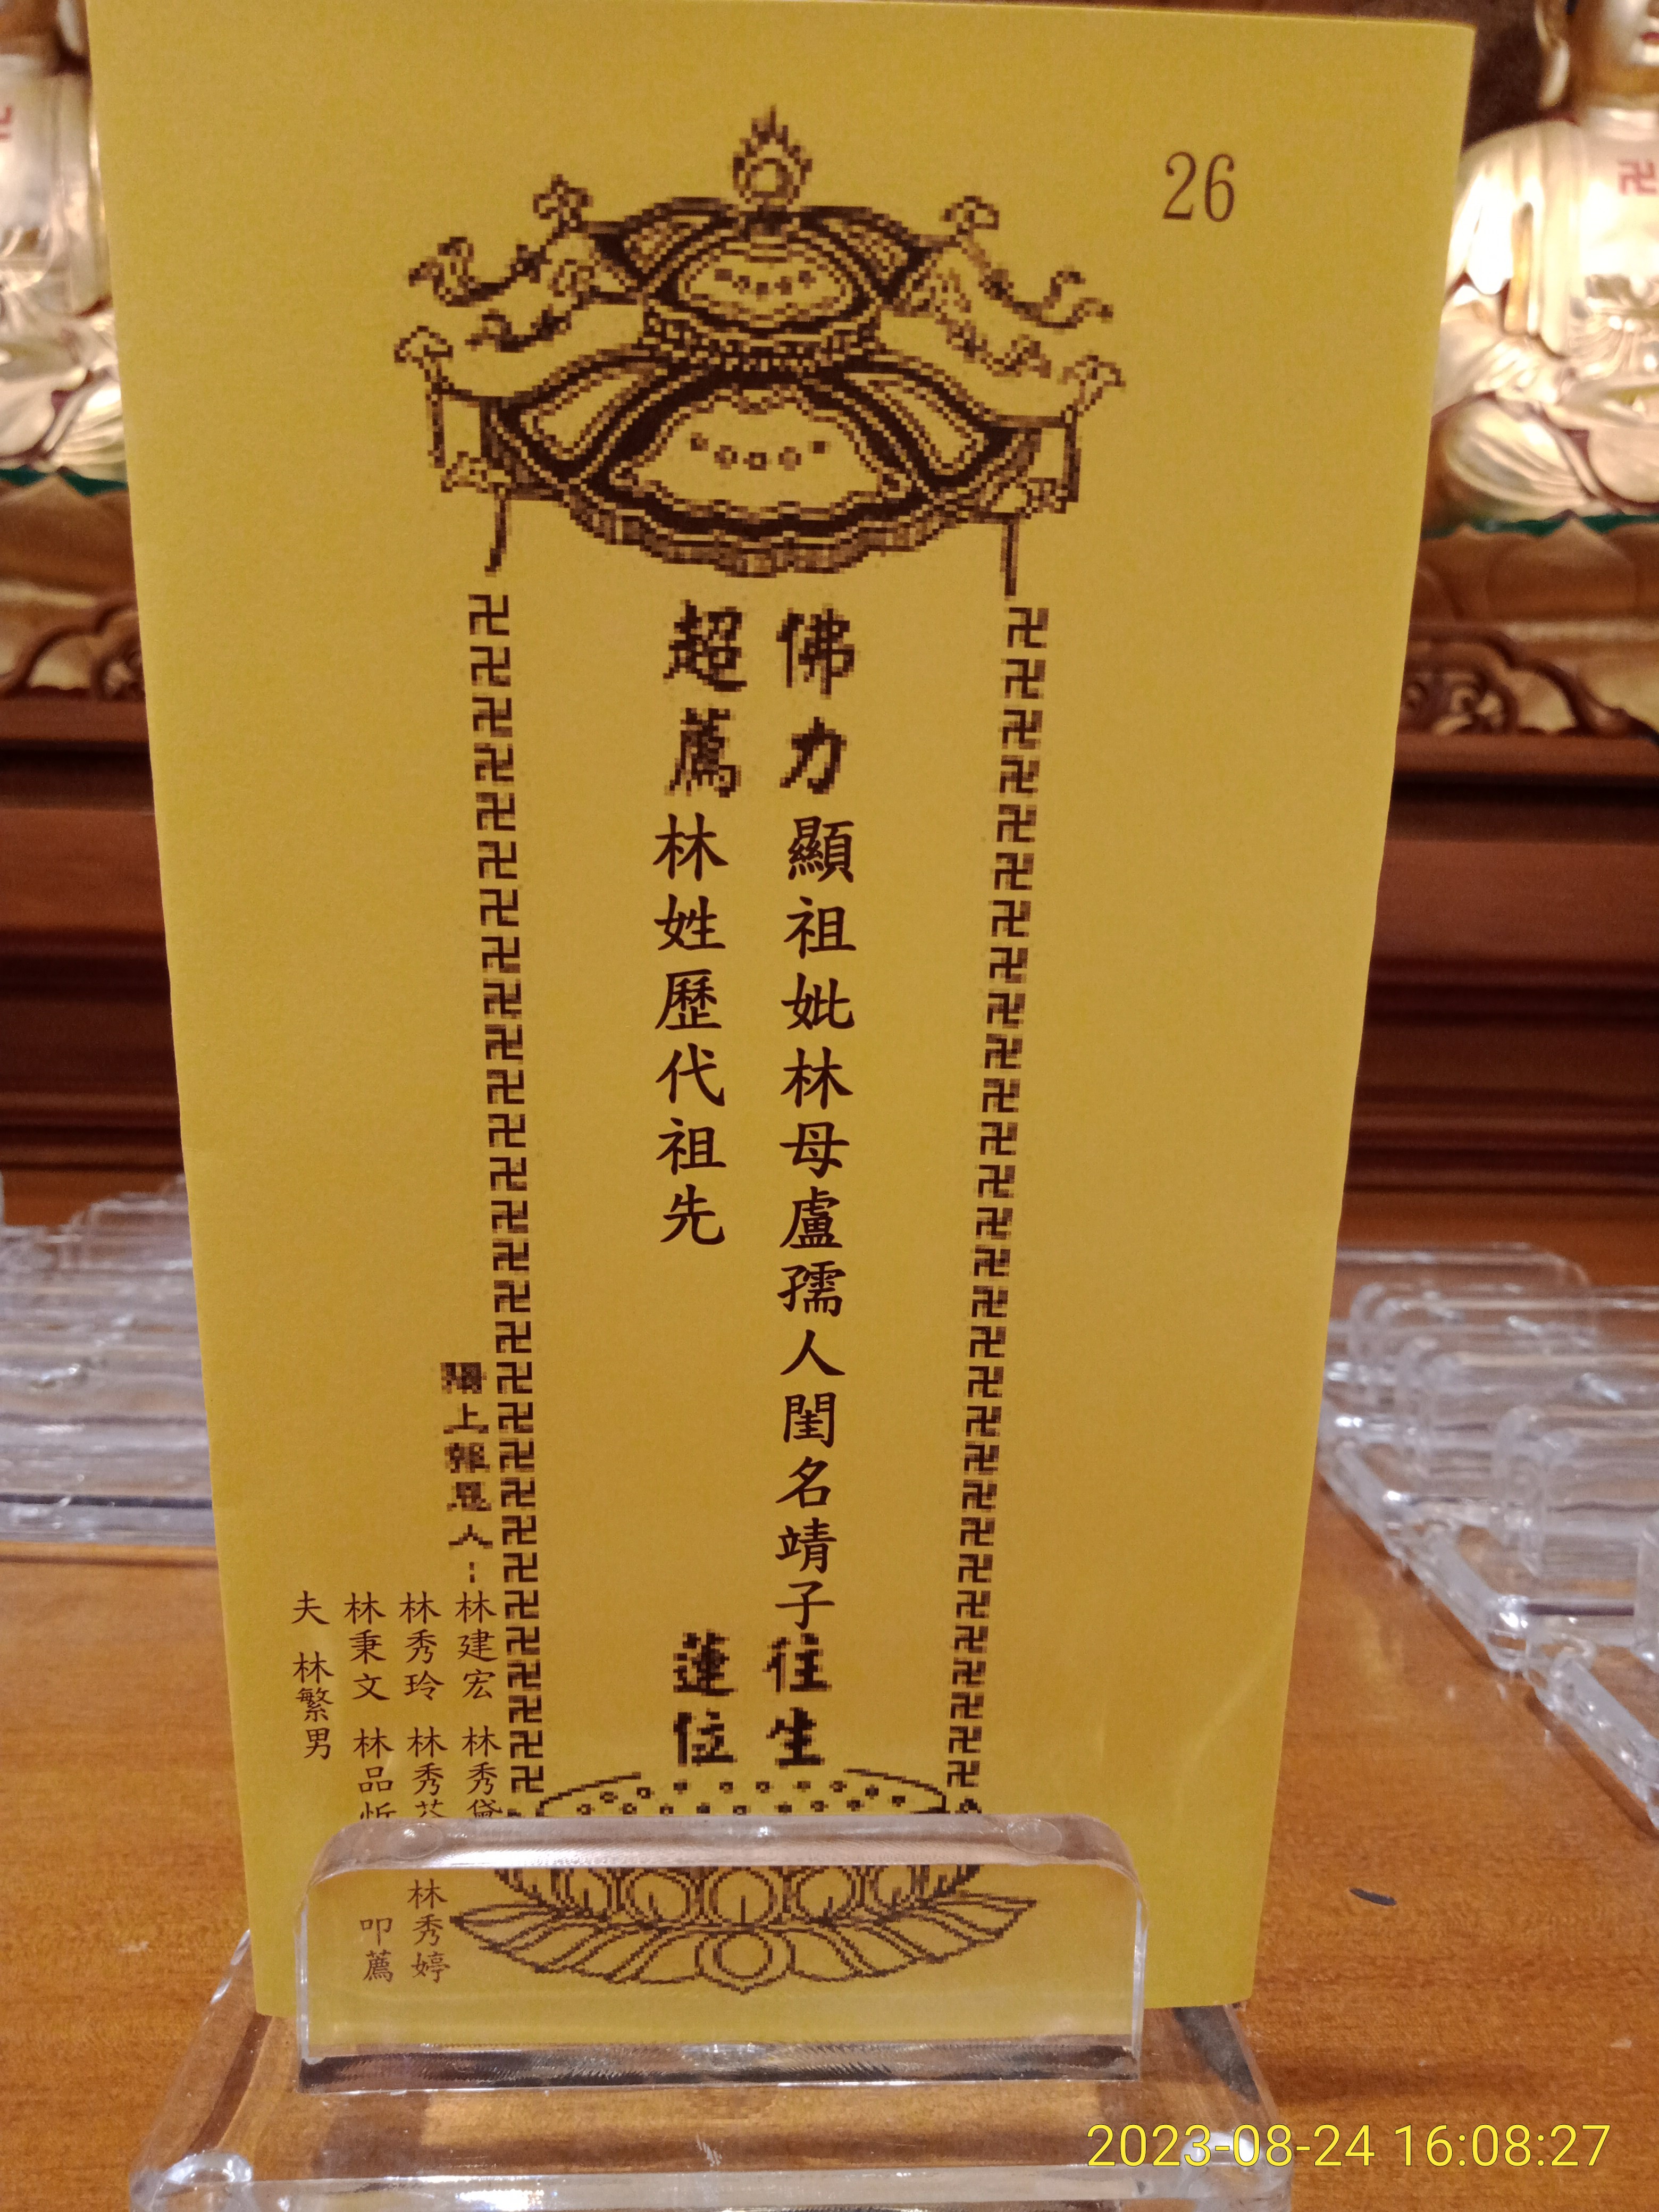 26
佛力顯祖妣林母盧孺人閨名靖子往生
超薦林姓歷代祖先蓮位
陽上報恩人：
林建宏 林秀黛
林秀玲 林秀芬 林秀婷
林秉文 林品忻 叩薦
夫 林繁男
2023-08-24 16:08:27